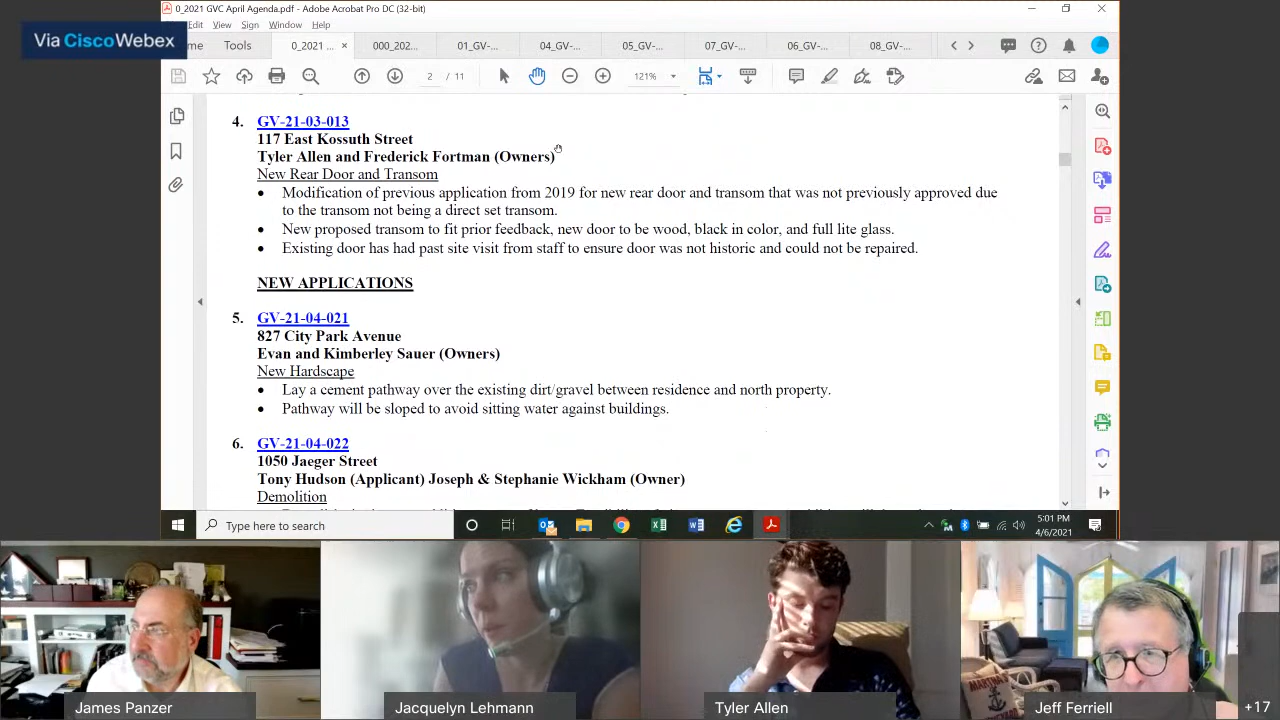 0_2021 GVC April Agenda.pdf - Adobe Acrobat Pro DC (32-bit)
Via CiscoWebex
Edit View Sign Window Help
me Tools 0_2021 ... × 000_202... 01_GV-... 04_GV-... 05_GV-... 07_GV-... 06_GV-... 08_GV-...
2 / 11 121%
4. GV-21-03-013
117 East Kossuth Street
Tyler Allen and Frederick Fortman (Owners)
New Rear Door and Transom
• Modification of previous application from 2019 for new rear door and transom that was not previously approved due
to the transom not being a direct set transom.
• New proposed transom to fit prior feedback, new door to be wood, black in color, and full lite glass.
• Existing door has had past site visit from staff to ensure door was not historic and could not be repaired.
NEW APPLICATIONS
5. GV-21-04-021
827 City Park Avenue
Evan and Kimberley Sauer (Owners)
New Hardscape
• Lay a cement pathway over the existing dirt/gravel between residence and north property.
• Pathway will be sloped to avoid sitting water against buildings.
6. GV-21-04-022
1050 Jaeger Street
Tony Hudson (Applicant) Joseph & Stephanie Wickham (Owner)
Demolition
Type here to search
5:01 PM
4/6/2021
James Panzer
Jacquelyn Lehmann
Tyler Allen
Jeff Ferriell
+17